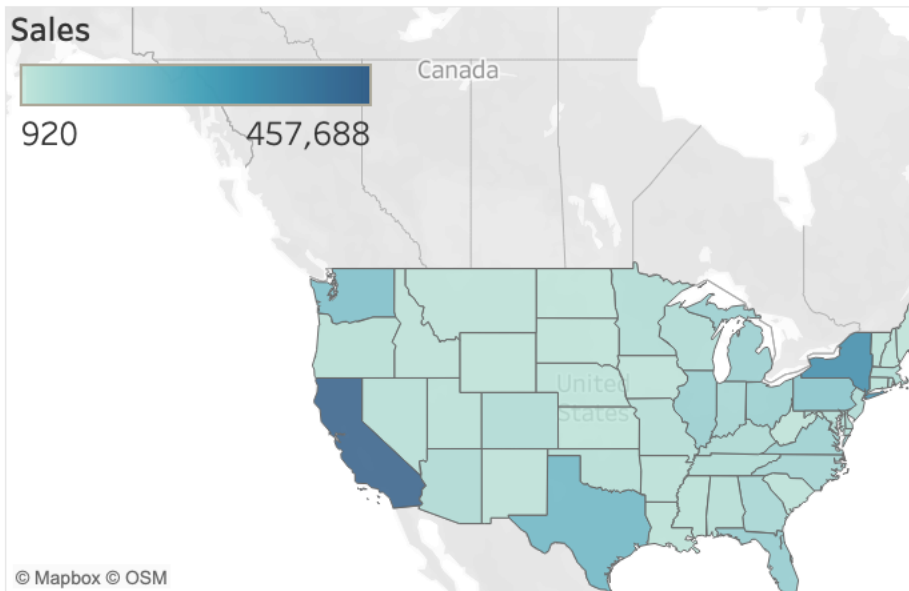 Sales
920 457,688
Canada
United
States
© Mapbox © OSM